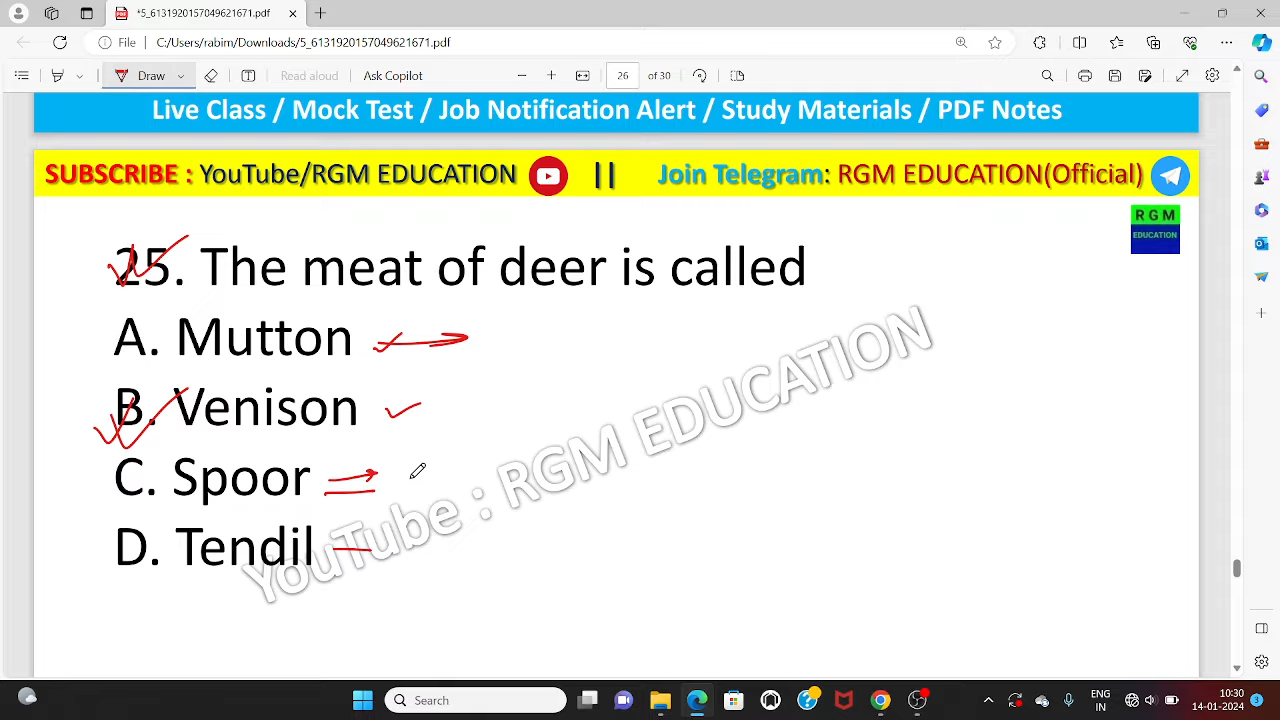 *5_6131920157049621671.pdf
File C:/Users/rabim/Downloads/5_6131920157049621671.pdf
Draw Read aloud Ask Copilot 26 of 30
Live Class / Mock Test / Job Notification Alert / Study Materials / PDF Notes
SUBSCRIBE : YouTube/RGM EDUCATION || Join Telegram: RGM EDUCATION(Official)
RGM
EDUCATION
25. The meat of deer is called
A. Mutton
B. Venison
C. Spoor
D. Tendil
YouTube : RGM EDUCATION
Search
ENG
IN
10:30
14-01-2024
3